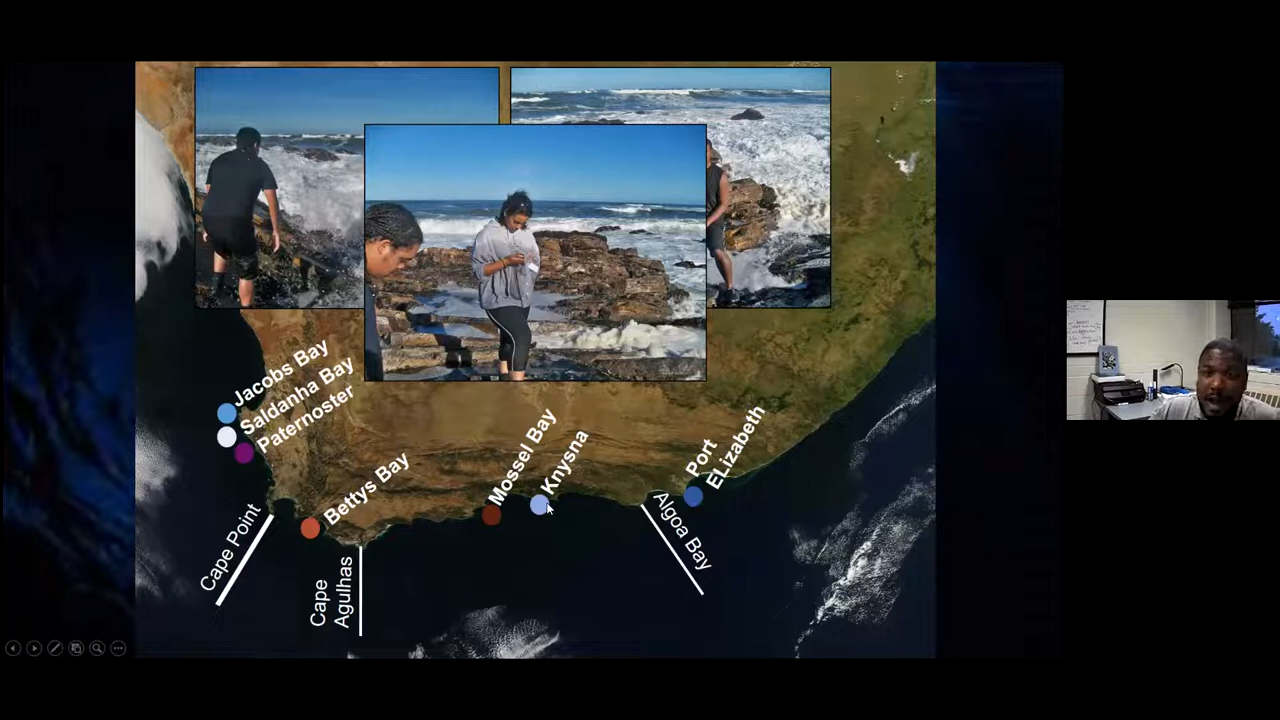 Jacobs Bay
Saldanha Bay
Paternoster
Bettys Bay
Mossel Bay
Knysna
Port
ELizabeth
Cape Point
Cape
Agulhas
Algoa Bay